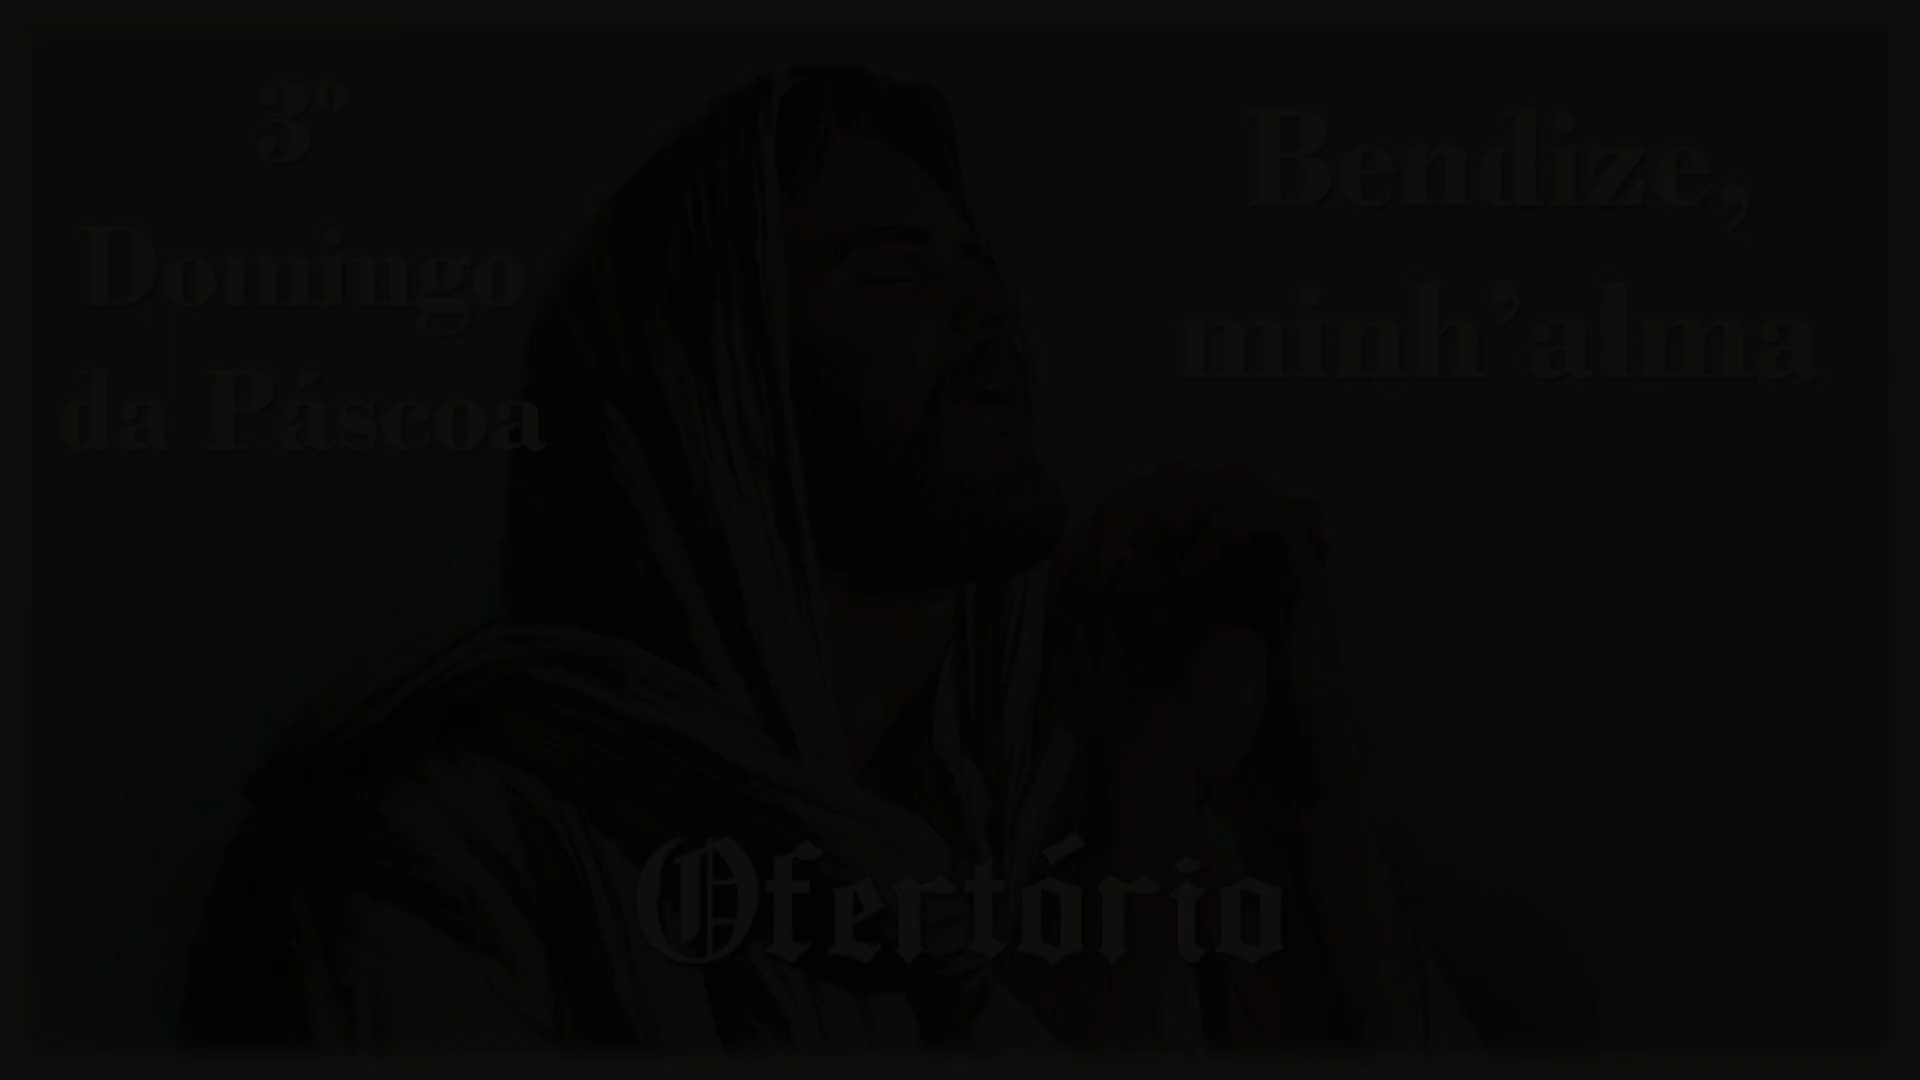 3º
Domingo
da Páscoa
Bendize,
minh’alma
Ofertório